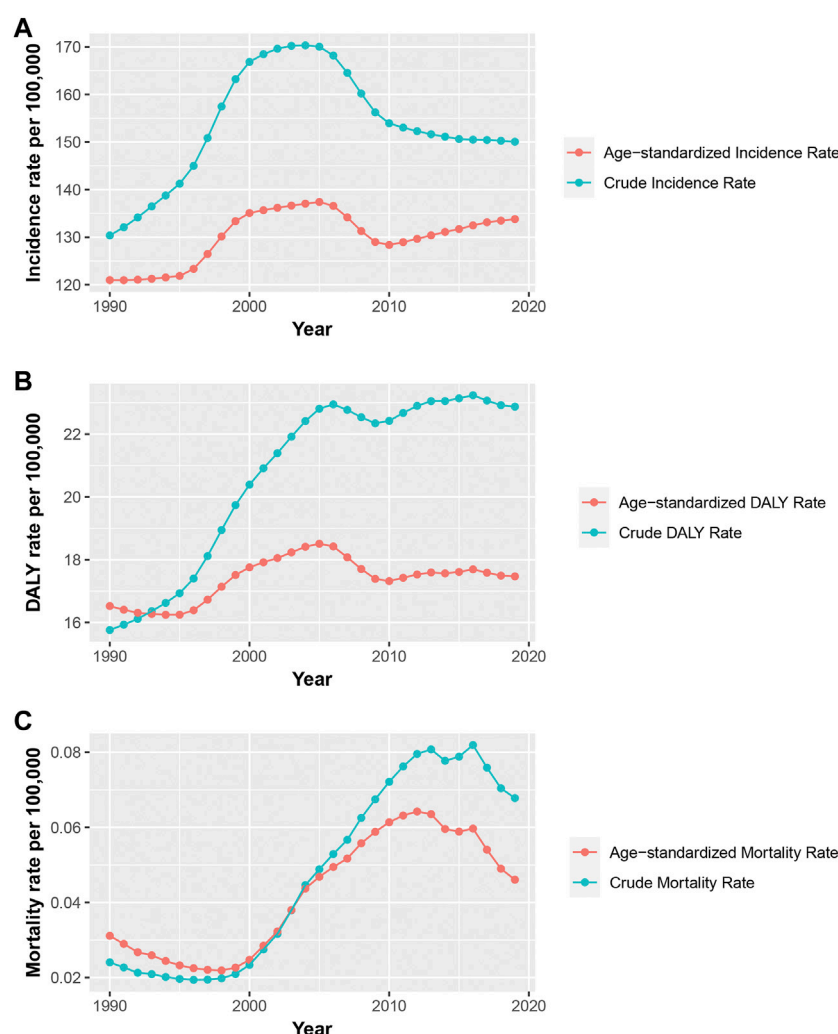 A
Incidence rate per 100,000
170
160
150
140
130
120
1990
2000
2010
2020
Year
Age-standardized Incidence Rate
Crude Incidence Rate
B
DALY rate per 100,000
22
20
18
16
1990
2000
2010
2020
Year
Age-standardized DALY Rate
Crude DALY Rate
C
Mortality rate per 100,000
0.08
0.06
0.04
0.02
1990
2000
2010
2020
Year
Age-standardized Mortality Rate
Crude Mortality Rate